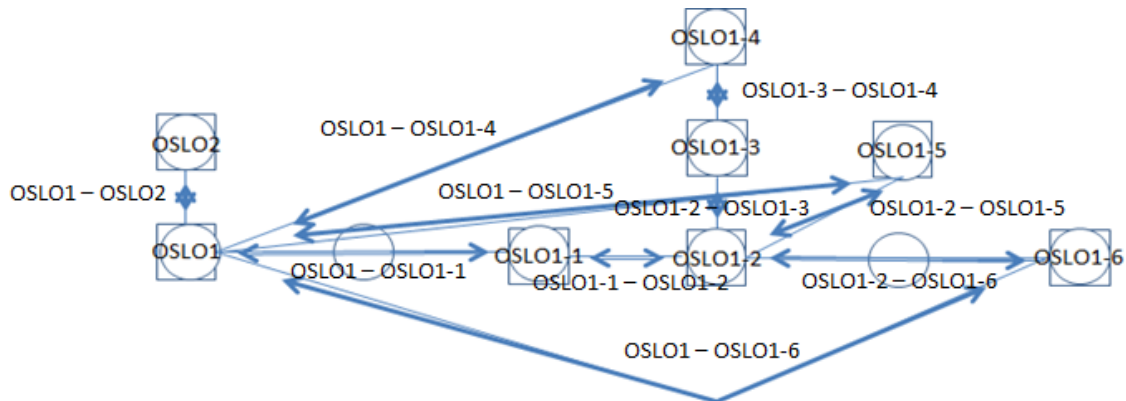 OSLO1-4
OSLO1-3 – OSLO1-4
OSLO1 – OSLO1-4
OSLO2
OSLO1-3
OSLO1-5
OSLO1 – OSLO2
OSLO1 – OSLO1-5
OSLO1-2 – OSLO1-3
OSLO1-2 – OSLO1-5
OSLO1
OSLO1-1
OSLO1-2
OSLO1-6
OSLO1 – OSLO1-1
OSLO1-1 – OSLO1-2
OSLO1-2 – OSLO1-6
OSLO1 – OSLO1-6